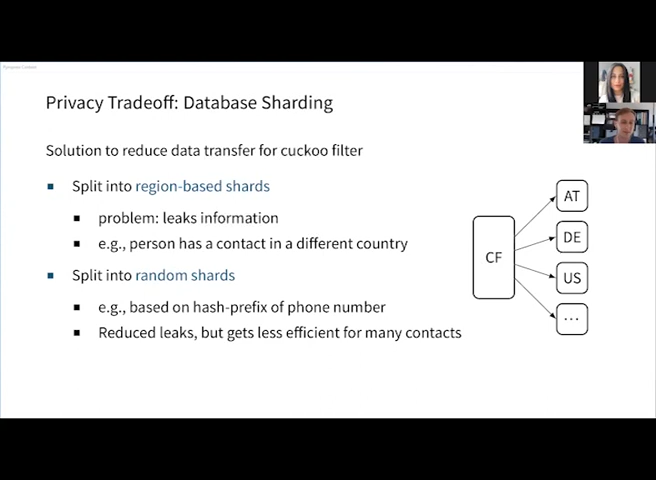 Privacy Tradeoff: Database Sharding
Solution to reduce data transfer for cuckoo filter
Split into region-based shards
problem: leaks information
e.g., person has a contact in a different country
Split into random shards
e.g., based on hash-prefix of phone number
Reduced leaks, but gets less efficient for many contacts
CF
AT
DE
US
...